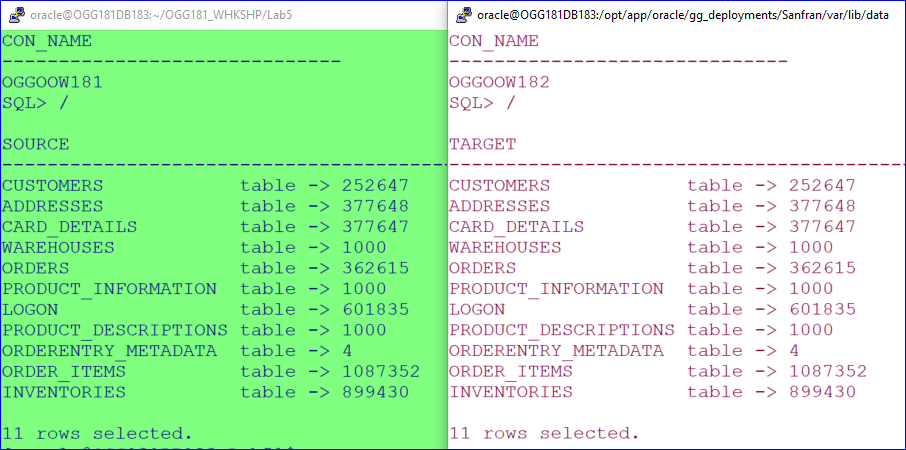 oracle@OGG181DB183:~/OGG181_WHKSHP/Lab5
CON_NAME
------------------------------
OGGOOW181
SQL> /
SOURCE
----------------------------------------
CUSTOMERS table -> 252647
ADDRESSES table -> 377648
CARD_DETAILS table -> 377647
WAREHOUSES table -> 1000
ORDERS table -> 362615
PRODUCT_INFORMATION table -> 1000
LOGON table -> 601835
PRODUCT_DESCRIPTIONS table -> 1000
ORDERENTRY_METADATA table -> 4
ORDER_ITEMS table -> 1087352
INVENTORIES table -> 899430
11 rows selected.
oracle@OGG181DB183:/opt/app/oracle/gg_deployments/Sanfran/var/lib/data
CON_NAME
------------------------------
OGGOOW182
SQL> /
TARGET
----------------------------------------
CUSTOMERS table -> 252647
ADDRESSES table -> 377648
CARD_DETAILS table -> 377647
WAREHOUSES table -> 1000
ORDERS table -> 362615
PRODUCT_INFORMATION table -> 1000
LOGON table -> 601835
PRODUCT_DESCRIPTIONS table -> 1000
ORDERENTRY_METADATA table -> 4
ORDER_ITEMS table -> 1087352
INVENTORIES table -> 899430
11 rows selected.